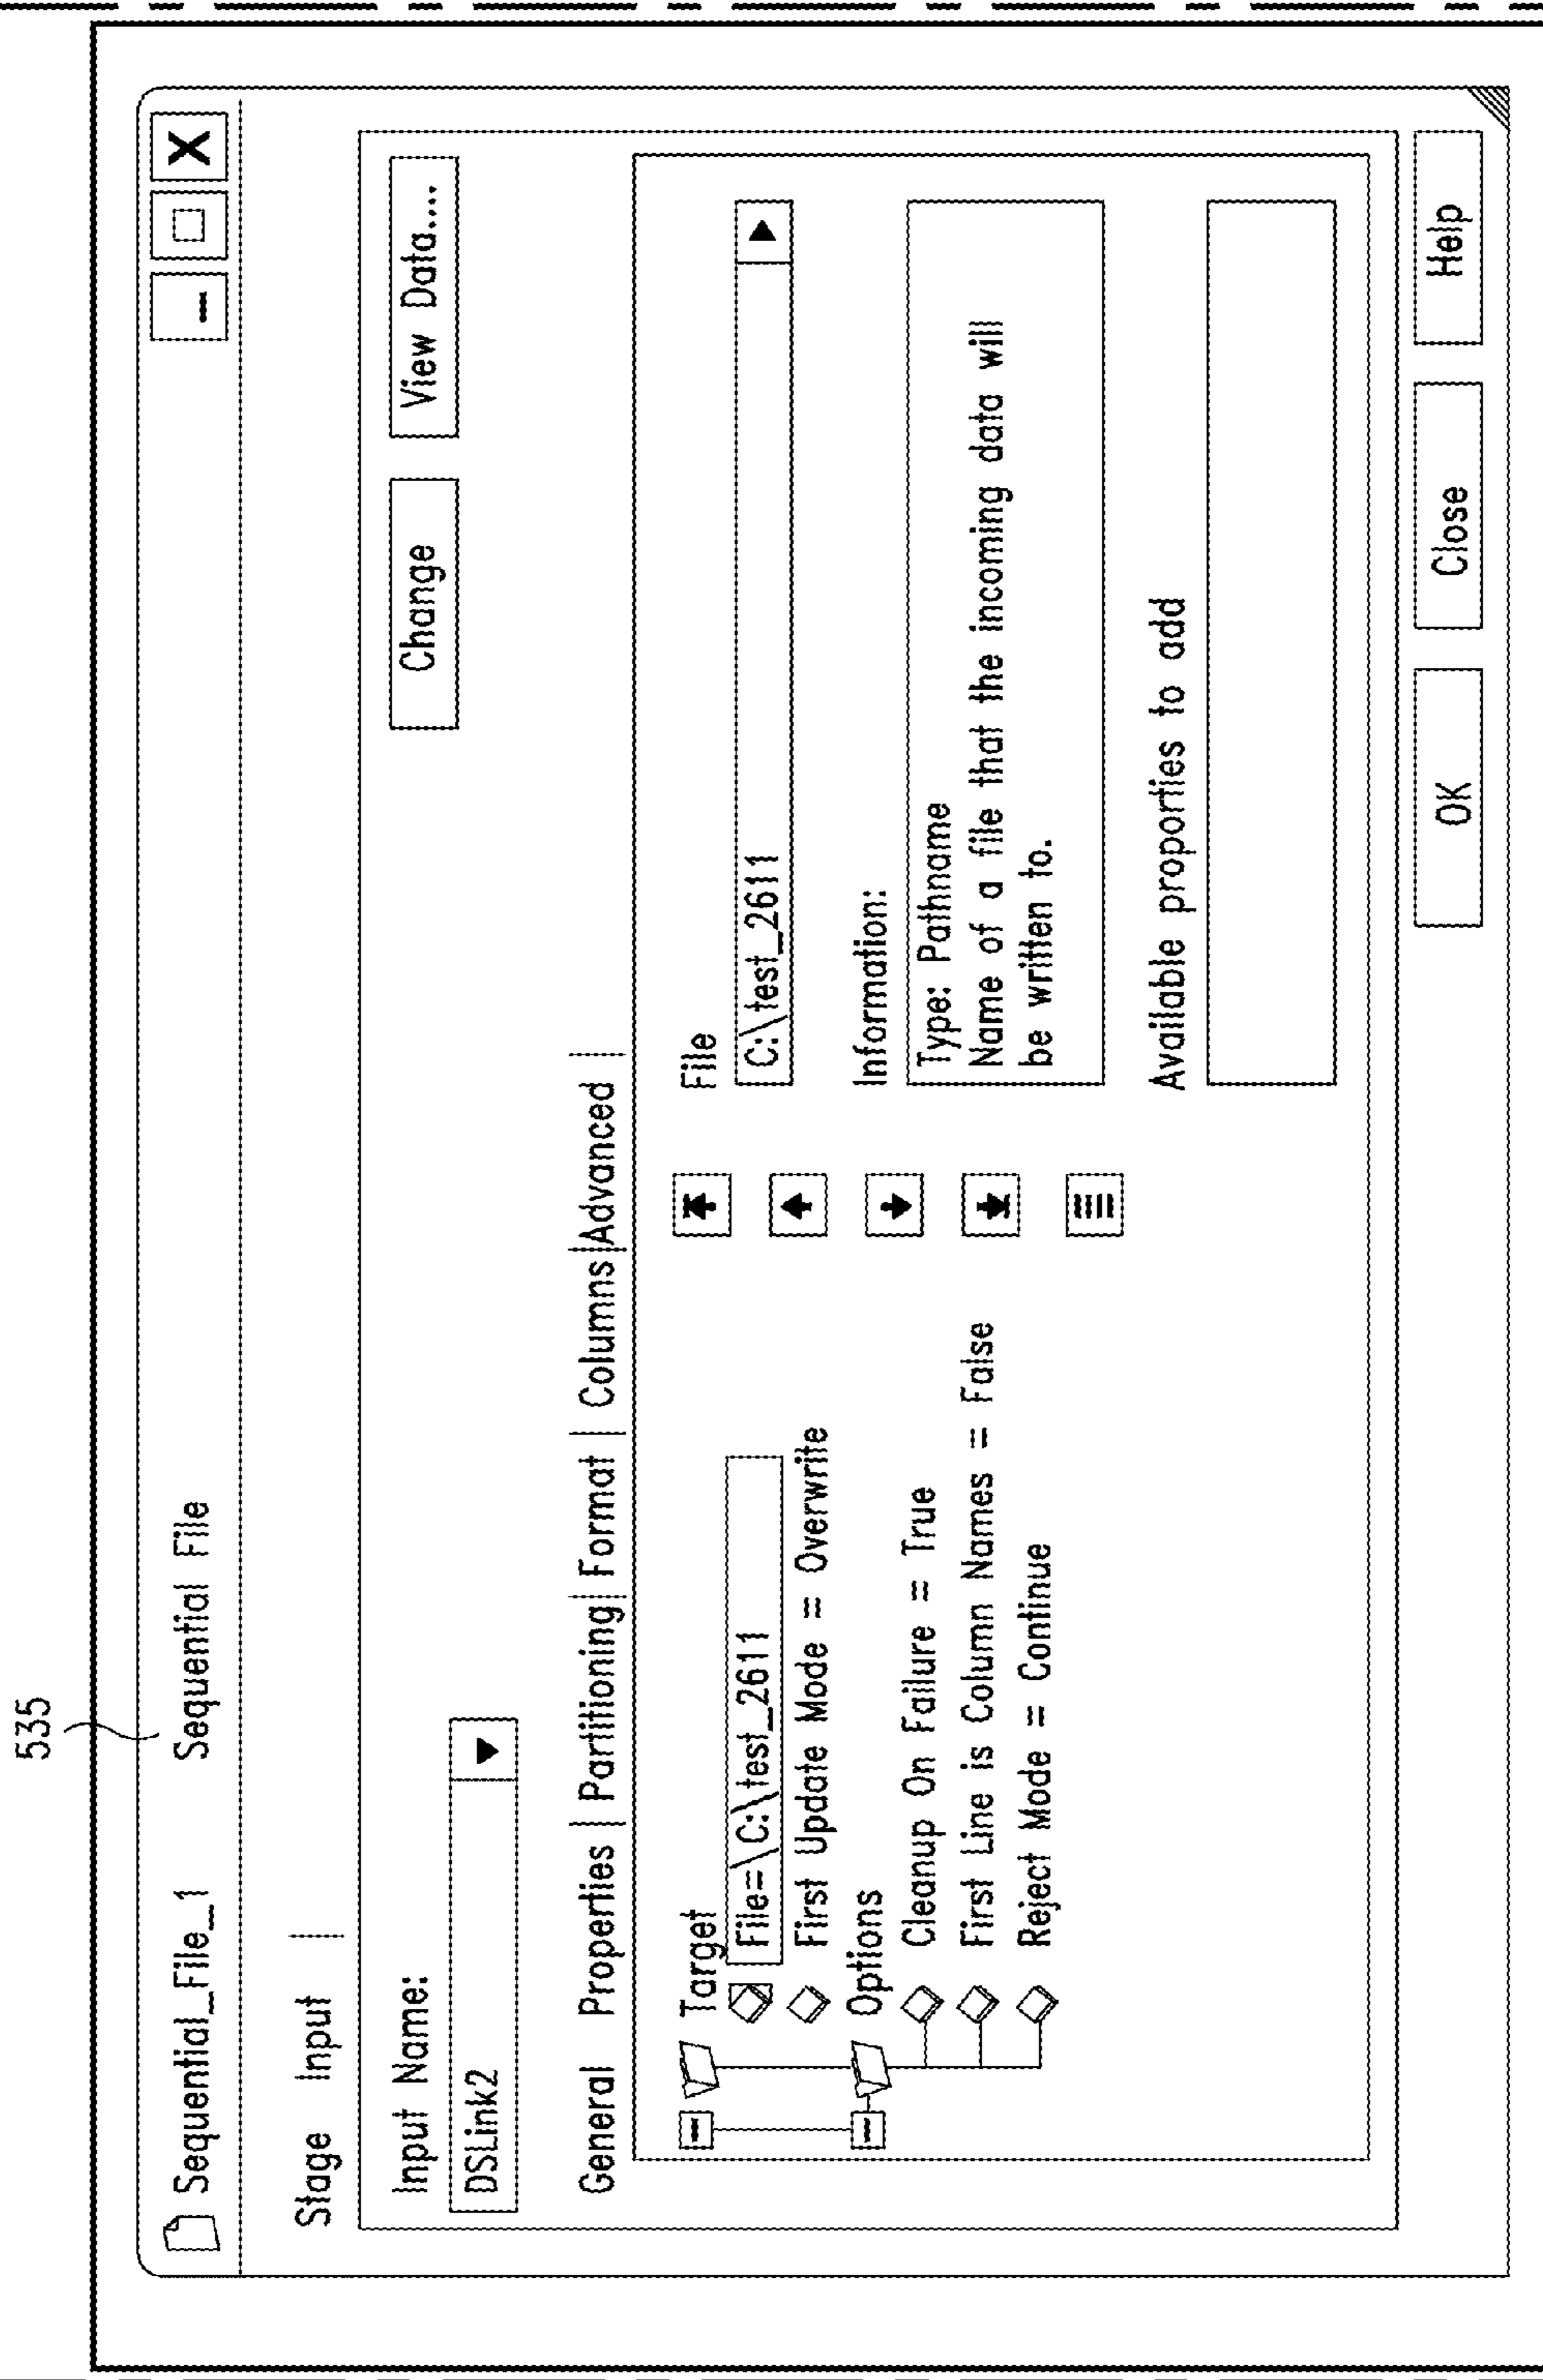 535
Sequential_File_1 Sequential File
Stage Input
Input Name:
DSLink2
Change
View Data....
General Properties Partitioning Format Columns Advanced
Target
File=\C:\test_2611
First Update Mode = Overwrite
Options
Cleanup On Failure = True
First Line is Column Names = False
Reject Mode = Continue
File
C:\test_2611
Information:
Type: Pathname
Name of a file that the incoming data will
be written to.
Available proporties to add
OK
Close
Help